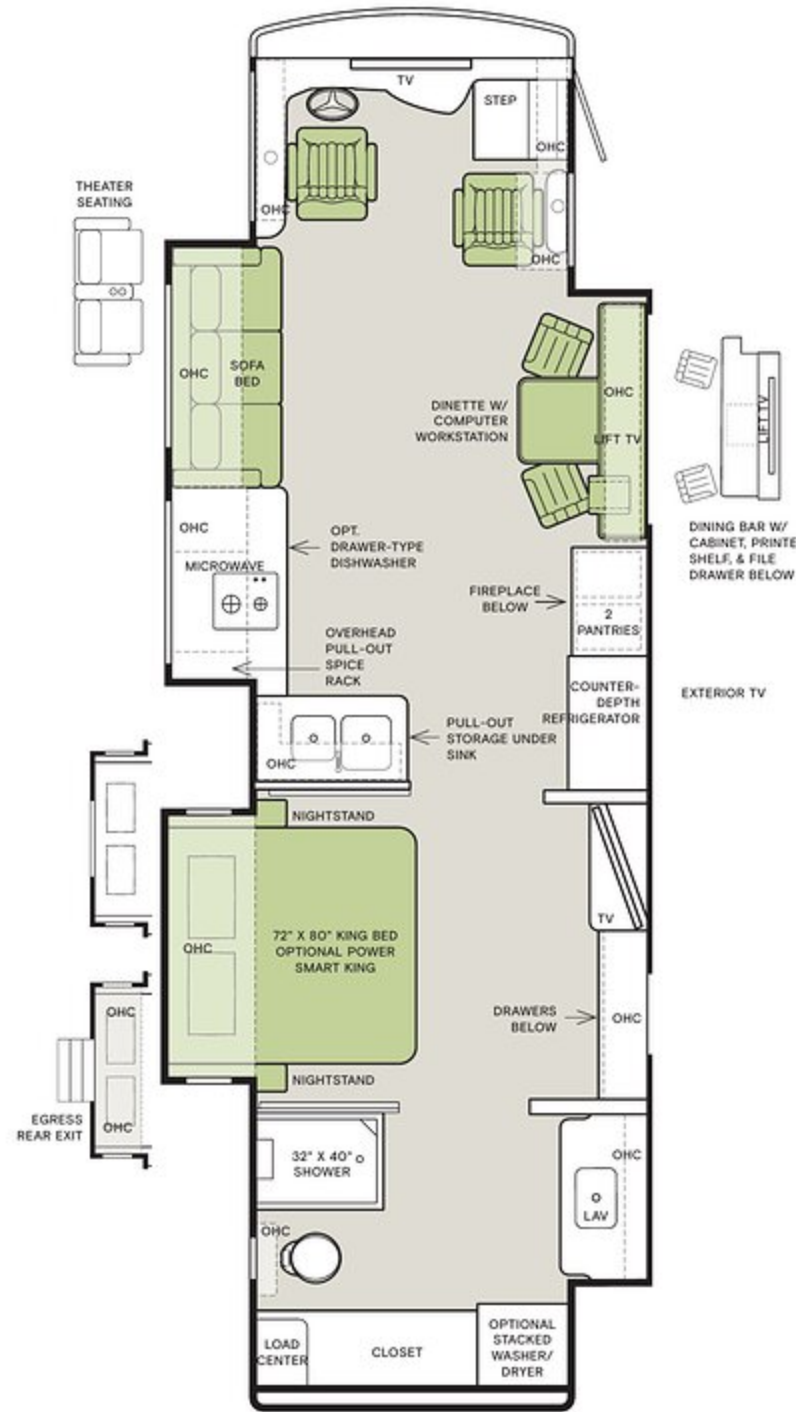 TV
STEP
OHC
OHC
OHC
THEATER
SEATING
OHC
SOFA
BED
DINETTE W/
COMPUTER
WORKSTATION
OHC
LIFT TV
LIFT TV
DINING BAR W/
CABINET, PRINTE
SHELF, & FILE
DRAWER BELOW
OHC
MICROWAVE
OPT.
DRAWER-TYPE
DISHWASHER
FIREPLACE
BELOW
2
PANTRIES
OVERHEAD
PULL-OUT
SPICE
RACK
COUNTER-
DEPTH
REFRIGERATOR
EXTERIOR TV
OHC
PULL-OUT
STORAGE UNDER
SINK
NIGHTSTAND
OHC
72" X 80" KING BED
OPTIONAL POWER
SMART KING
TV
DRAWERS
BELOW
OHC
NIGHTSTAND
OHC
OHC
EGRESS
REAR EXIT
32" X 40"
SHOWER
OHC
LAV
OHC
LOAD
CENTER
CLOSET
OPTIONAL
STACKED
WASHER/
DRYER